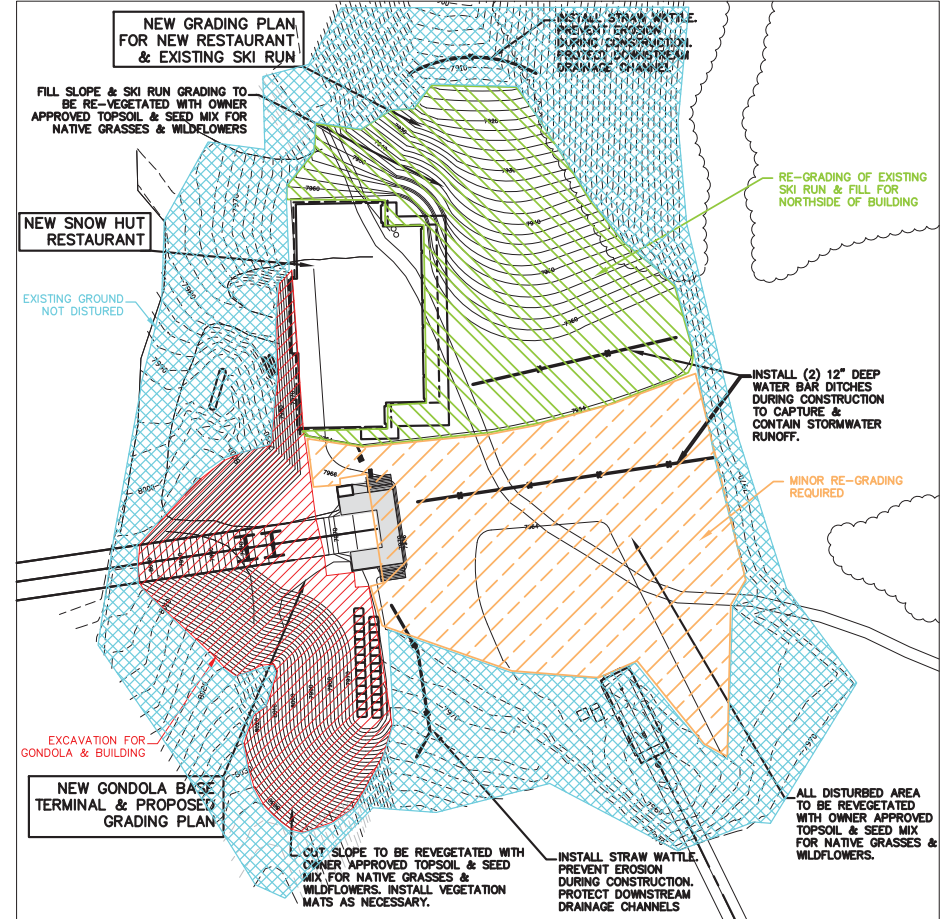 NEW GRADING PLAN
FOR NEW RESTAURANT
& EXISTING SKI RUN
INSTALL STRAW WATTLE.
PREVENT EROSION
DURING CONSTRUCTION.
PROTECT DOWNSTREAM
DRAINAGE CHANNEL
FILL SLOPE & SKI RUN GRADING TO
BE RE-VEGETATED WITH OWNER
APPROVED TOPSOIL & SEED MIX FOR
NATIVE GRASSES & WILDFLOWERS
RE-GRADING OF EXISTING
SKI RUN & FILL FOR
NORTHSIDE OF BUILDING
NEW SNOW HUT
RESTAURANT
EXISTING GROUND
NOT DISTURED
INSTALL (2) 12" DEEP
WATER BAR DITCHES
DURING CONSTRUCTION
TO CAPTURE &
CONTAIN STORMWATER
RUNOFF.
MINOR RE-GRADING
REQUIRED
7966
7964
8000
8020
7970
7970
EXCAVATION FOR
GONDOLA & BUILDING
NEW GONDOLA BASE
TERMINAL & PROPOSED
GRADING PLAN
CUT SLOPE TO BE REVEGETATED WITH
OWNER APPROVED TOPSOIL & SEED
MIX FOR NATIVE GRASSES &
WILDFLOWERS. INSTALL VEGETATION
MATS AS NECESSARY.
INSTALL STRAW WATTLE.
PREVENT EROSION
DURING CONSTRUCTION.
PROTECT DOWNSTREAM
DRAINAGE CHANNELS
ALL DISTURBED AREA
TO BE REVEGETATED
WITH OWNER APPROVED
TOPSOIL & SEED MIX
FOR NATIVE GRASSES &
WILDFLOWERS.